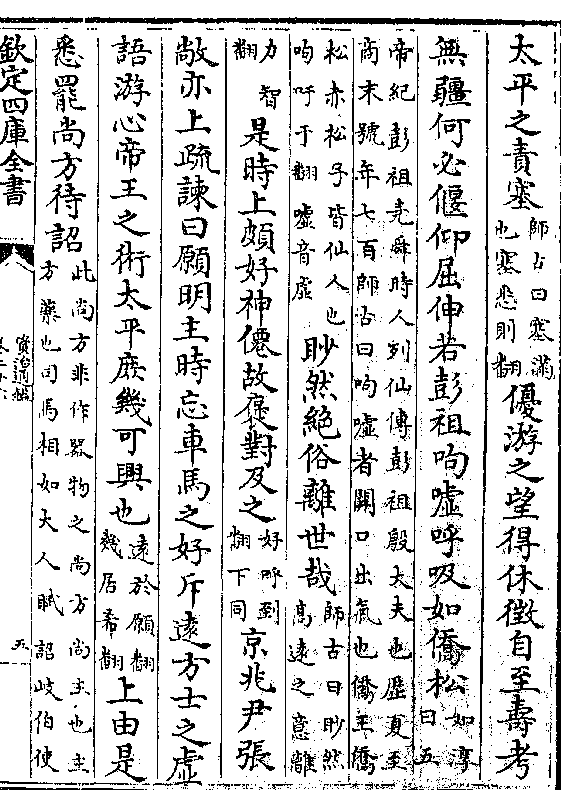 太平之責塞師古曰塞滿也塞悉則翻優游之望得休徵自至壽考
無疆何必偃仰屈伸若彭祖呴噓呼吸如僑松如淳曰五
帝紀彭祖堯舜時人列仙傳彭祖殷大夫也歷夏至商末號年七百師古曰呴噓者開口出氣也僑王僑
松赤松子皆仙人也呴吁于翻噓音虛眇然絶俗離世哉師古曰眇然高遠之意離
力智翻是時上頗好神僊故襃對及之好呼到翻下同京兆尹張
敞亦上疏諫曰願明主時忘車馬之好斥遠方士之虛
語游心帝王之術太平庶幾可興也遠於願翻幾居希翻上由是
悉罷尚方待詔此尚方非作器物之尚方尚主也主方藥也司馬相如大人賦詔岐伯使
欽定四庫全書
資治通鑑
卷二十六
五